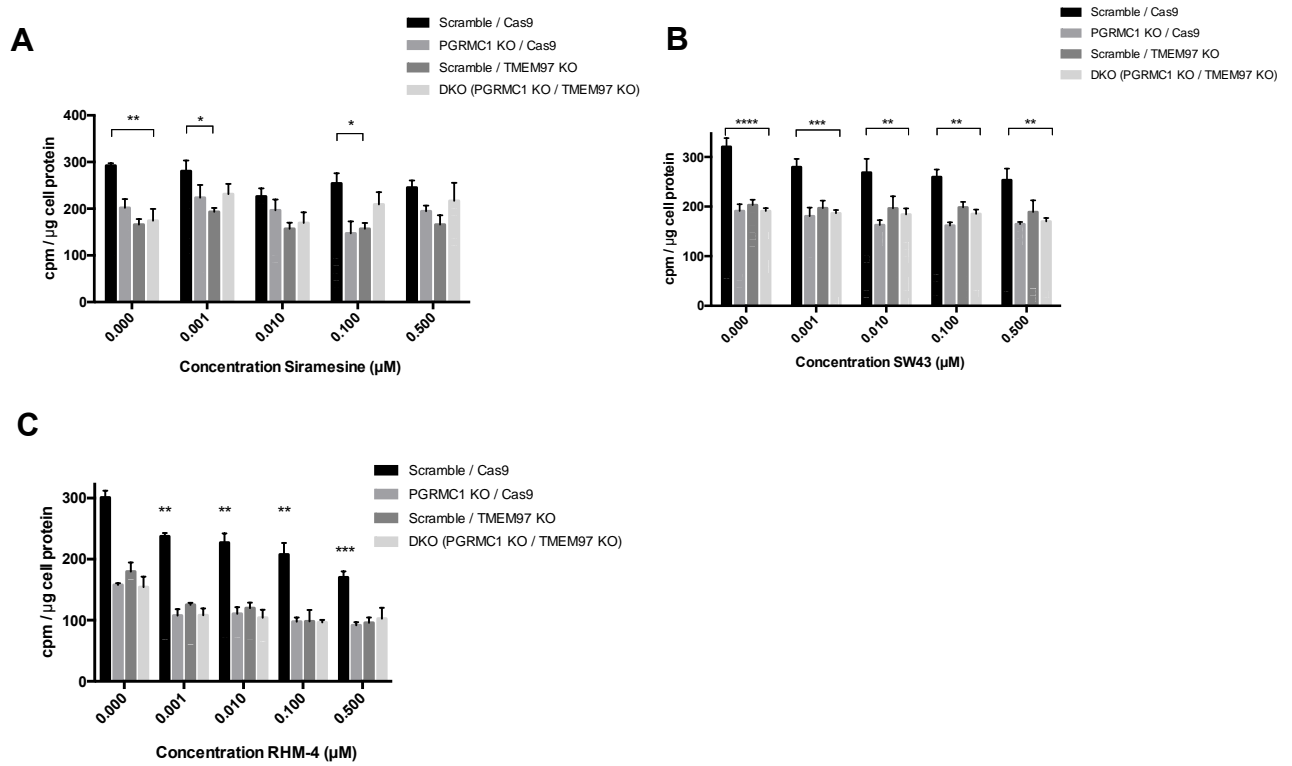 A
Scramble / Cas9
PGRMC1 KO / Cas9
Scramble / TMEM97 KO
DKO (PGRMC1 KO / TMEM97 KO)
cpm / µg cell protein
400
300
200
100
0
** * *
0.000 0.001 0.010 0.100 0.500
Concentration Siramesine (µM)
B
Scramble / Cas9
PGRMC1 KO / Cas9
Scramble / TMEM97 KO
DKO (PGRMC1 KO / TMEM97 KO)
cpm / µg cell protein
300
200
100
0
**** *** ** ** **
0.000 0.001 0.010 0.100 0.500
Concentration SW43 (µM)
C
Scramble / Cas9
PGRMC1 KO / Cas9
Scramble / TMEM97 KO
DKO (PGRMC1 KO / TMEM97 KO)
cpm / µg cell protein
300
200
100
0
** ** ** ***
0.000 0.001 0.010 0.100 0.500
Concentration RHM-4 (µM)